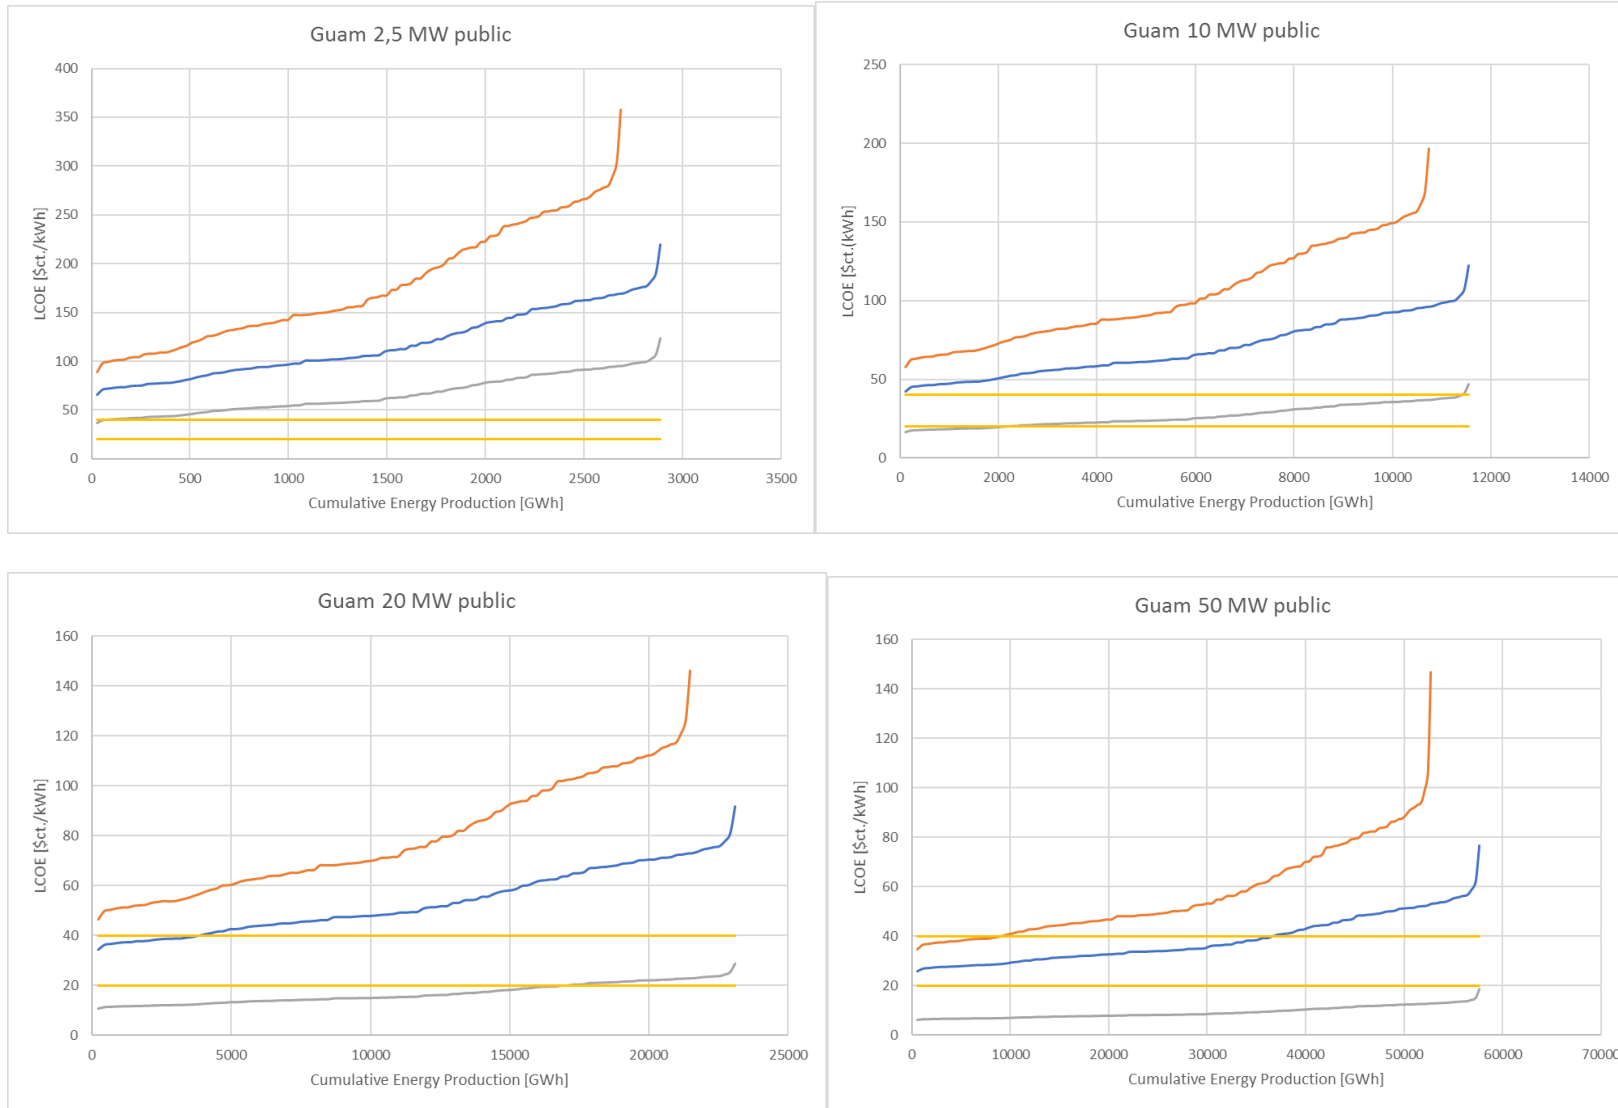 Guam 2,5 MW public
LCOE [$ct./kWh]
400
350
300
250
200
150
100
50
0
0 500 1000 1500 2000 2500 3000 3500
Cumulative Energy Production [GWh]
Guam 10 MW public
LCOE [$ct.(kWh]
250
200
150
100
50
0
0 2000 4000 6000 8000 10000 12000 14000
Cumulative Energy Production [GWh]
Guam 20 MW public
LCOE [$ct./kWh]
160
140
120
100
80
60
40
20
0
0 5000 10000 15000 20000 25000
Cumulative Energy Production [GWh]
Guam 50 MW public
LCOE [$ct./kWh]
160
140
120
100
80
60
40
20
0
0 10000 20000 30000 40000 50000 60000 70000
Cumulative Energy Production [GWh]